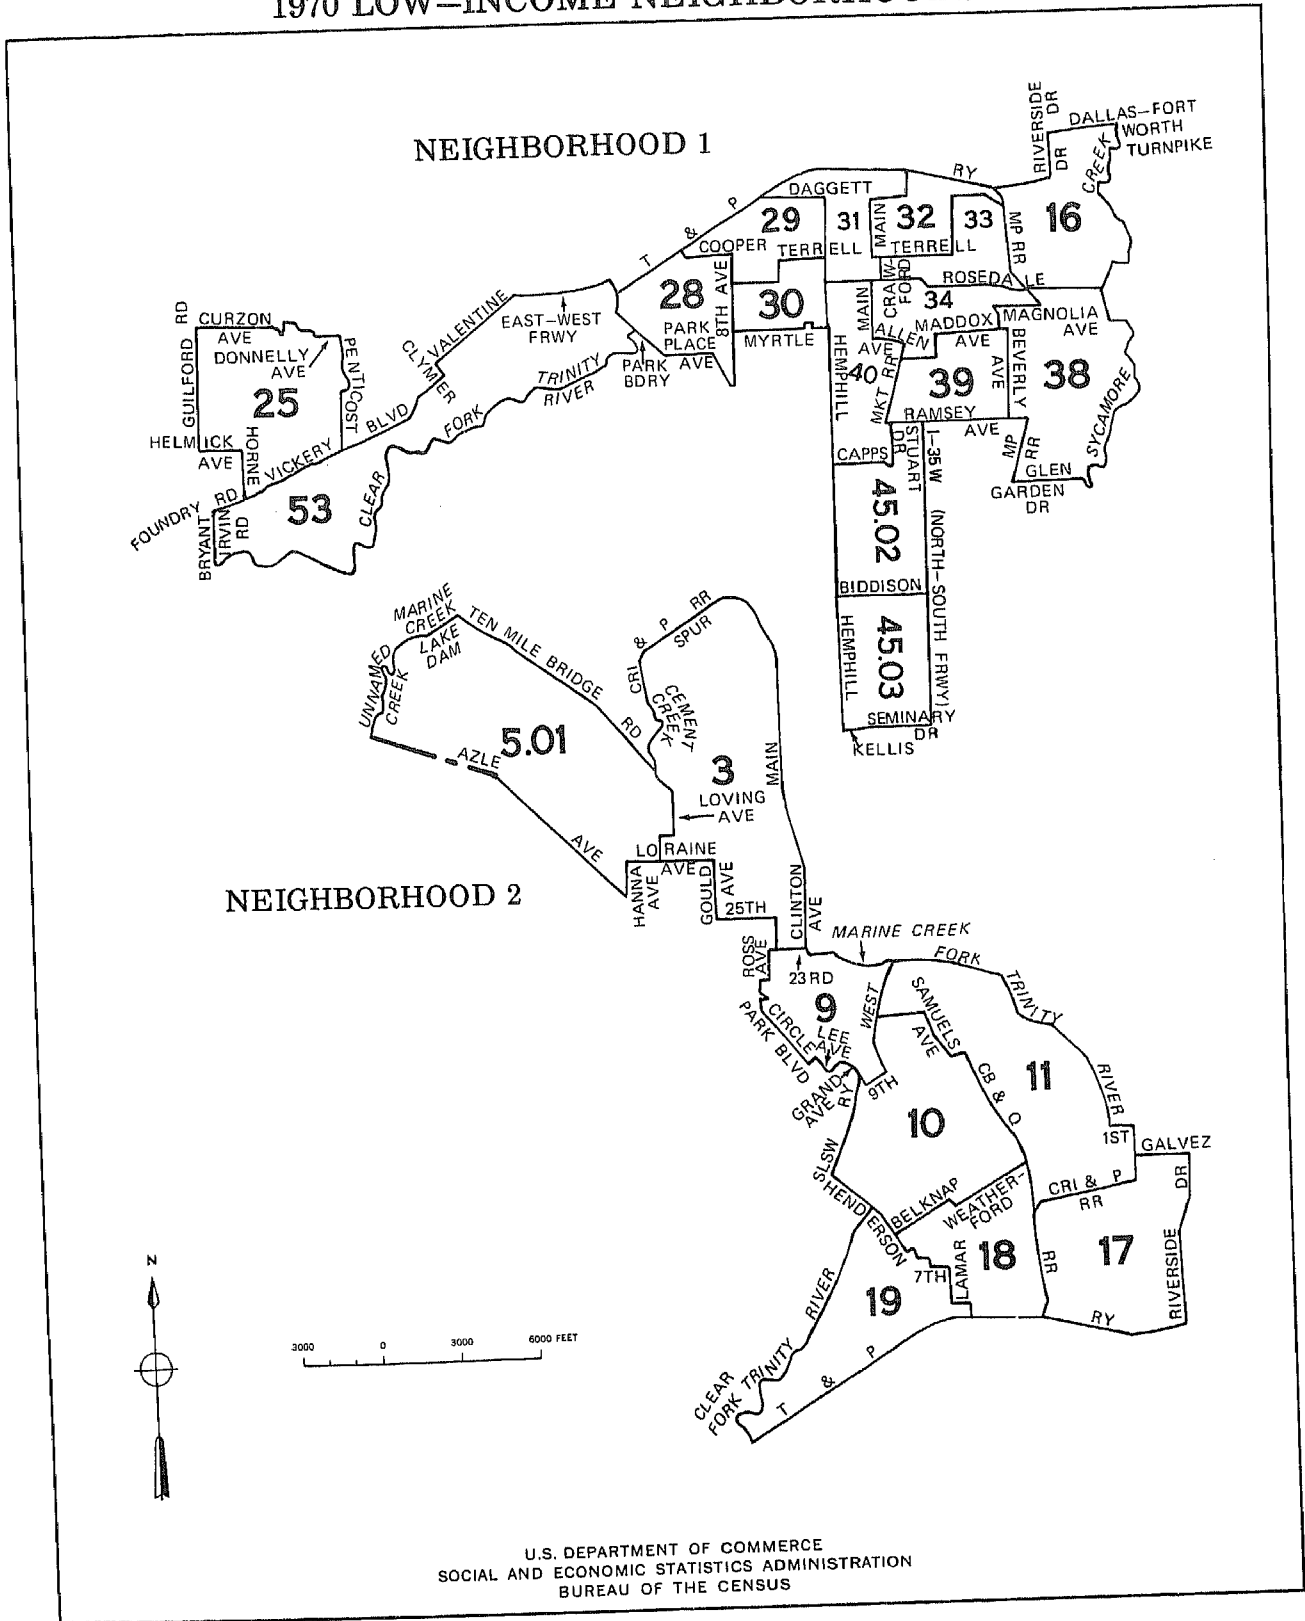 1970 LOW–INCOME
NEIGHBORHOOD 1
RIVERSIDE
DR
DR
DALLAS–FORT
WORTH
TURNPIKE
CREEK
RY
DAGGETT
T & P
29
31
MAIN
32
33
MP RR
16
COOPER
TERRELL
TERRELL
ROSEDALE
28
8TH AVE
30
MAIN
CRAW-
FORD
34
MAGNOLIA
AVE
PARK
PLACE
AVE
MYRTLE
ALLEN
AVE
MADDOX
AVE
BEVERLY
AVE
38
EAST–WEST
FRWY
PARK
BDRY
VALENTINE
CLYMER
TRINITY
RIVER
FORK
CLEAR
GUILFORD
RD
CURZON
AVE
DONNELLY
AVE
PENTICOST
25
HELMICK
AVE
HORNE
VICKERY
BLVD
FOUNDRY
RD
BRYANT
IRVIN
RD
53
HEMPHILL
40
MKT RR
39
RAMSEY
AVE
SYCAMORE
MP
RR
GLEN
GARDEN
DR
CAPPS
STUART
DR
I–35W (NORTH–SOUTH FRWY)
45.02
BIDDISON
HEMPHILL
45.03
SEMINARY
DR
KELLIS
MARINE
CREEK
LAKE
DAM
UNNAMED
CREEK
TEN MILE BRIDGE
RD
CRI & P RR
SPUR
CEMENT
CREEK
5.01
AZLE
AVE
3
MAIN
LOVING
AVE
LORAINE
AVE
HANNA
AVE
GOULD
AVE
25TH
CLINTON
AVE
NEIGHBORHOOD 2
MARINE CREEK
ROSS
AVE
23RD
9
WEST
FORK
TRINITY
RIVER
SAMUELS
AVE
CIRCLE
PARK BLVD
LEE
AVE
GRAND
AVE
9TH
SLSW
RY
CB & Q
RR
11
10
1ST
GALVEZ
DR
RIVERSIDE
HENDERSON
BELKNAP
WEATHER-
FORD
CRI & P
RR
7TH
LAMAR
18
17
19
RIVER
TRINITY
CLEAR
FORK
T & P
RY
N
3000 0 3000 6000 FEET
U.S. DEPARTMENT OF COMMERCE
SOCIAL AND ECONOMIC STATISTICS ADMINISTRATION
BUREAU OF THE CENSUS